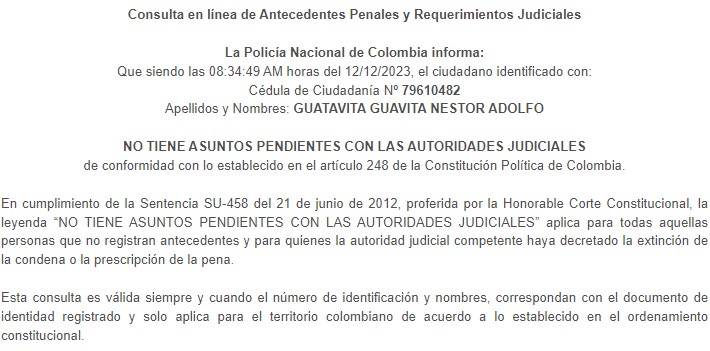 Consulta en línea de Antecedentes Penales y Requerimientos Judiciales
La Policía Nacional de Colombia informa:
Que siendo las 08:34:49 AM horas del 12/12/2023, el ciudadano identificado con:
Cédula de Ciudadanía Nº 79610482
Apellidos y Nombres: GUATAVITA GUAVITA NESTOR ADOLFO
NO TIENE ASUNTOS PENDIENTES CON LAS AUTORIDADES JUDICIALES
de conformidad con lo establecido en el artículo 248 de la Constitución Política de Colombia.
En cumplimiento de la Sentencia SU-458 del 21 de junio de 2012, proferida por la Honorable Corte Constitucional, la
leyenda “NO TIENE ASUNTOS PENDIENTES CON LAS AUTORIDADES JUDICIALES” aplica para todas aquellas
personas que no registran antecedentes y para quienes la autoridad judicial competente haya decretado la extinción de
la condena o la prescripción de la pena.
Esta consulta es válida siempre y cuando el número de identificación y nombres, correspondan con el documento de
identidad registrado y solo aplica para el territorio colombiano de acuerdo a lo establecido en el ordenamiento
constitucional.